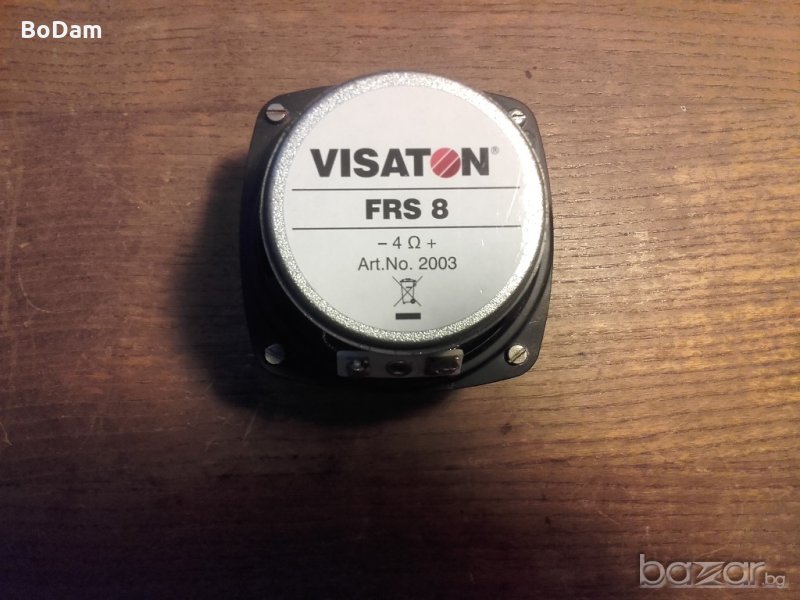 BoDam
VISATON®
FRS 8
– 4 Ω +
Art.No. 2003
bazar.bg